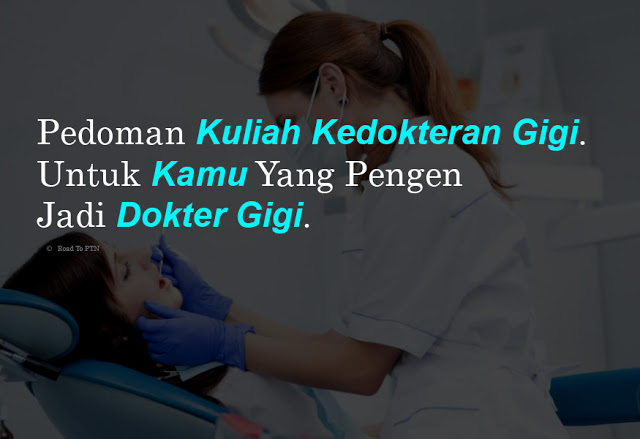 Pedoman Kuliah Kedokteran Gigi.
Untuk Kamu Yang Pengen
Jadi Dokter Gigi.
© Road To PTN